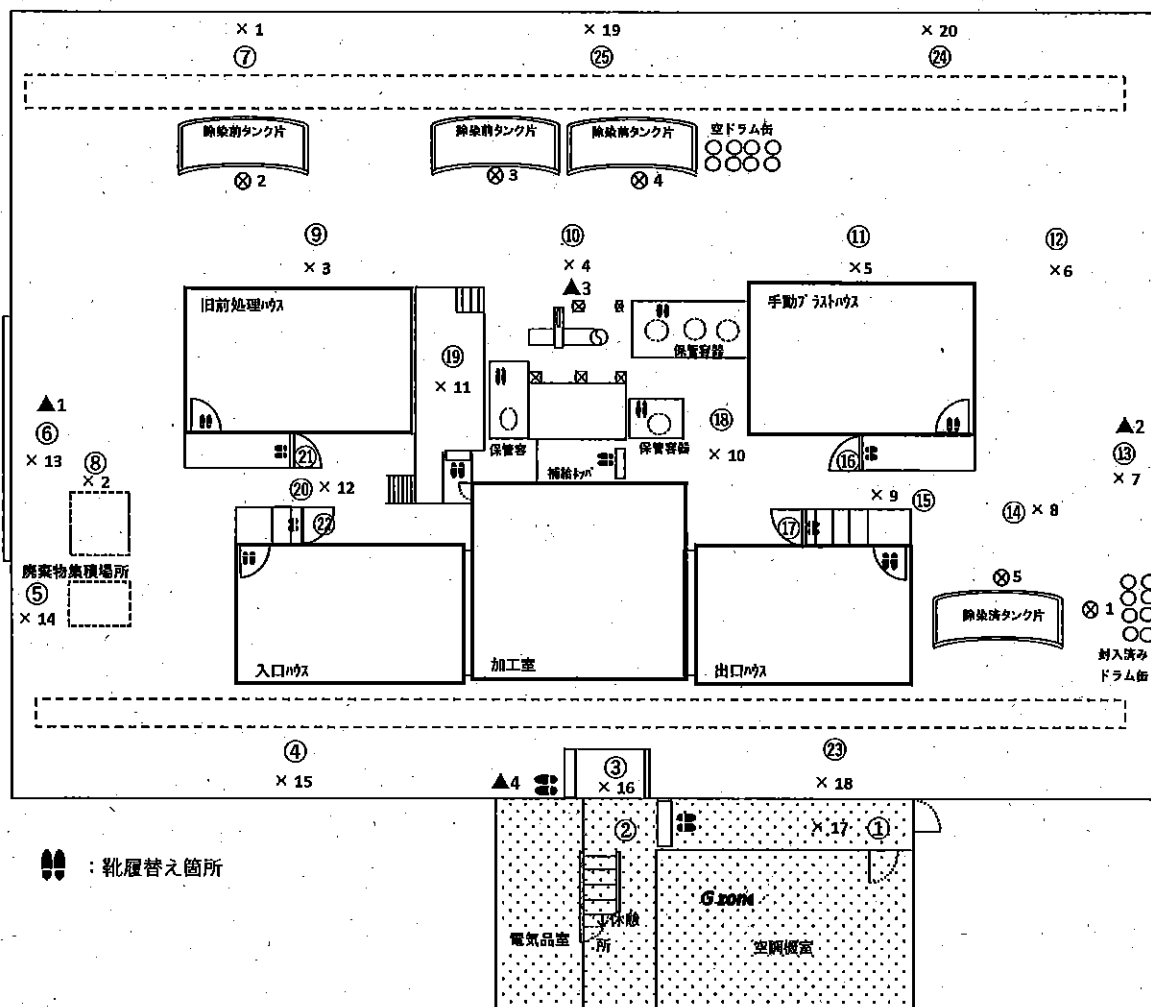 × 1
× 19
× 20
⑦
㉕
㉔
除染前タンク片
除染前タンク片
除染前タンク片
空ドラム缶
⊗ 2
⊗ 3
⊗ 4
⑨
⑩
⑪
⑫
× 3
× 4
× 5
× 6
▲3
旧前処理ハウス
手動ブラストハウス
保管容器
⑲
× 11
⑱
× 10
保管容
保管容器
補給ホッパ
▲1
⑥
× 13
⑧
× 2
▲2
⑬
× 7
㉑
⑳
× 12
㉒
⑯
× 9
⑮
⑰
⑭
× 8
廃棄物集積場所
⑤
× 14
入口ハウス
加工室
出口ハウス
⊗ 5
除染済タンク片
⊗ 1
封入済み
ドラム缶
④
× 15
▲4
③
× 16
㉓
× 18
②
× 17
①
：靴履替え箇所
G zone
電気品室
休憩
所
空調機室